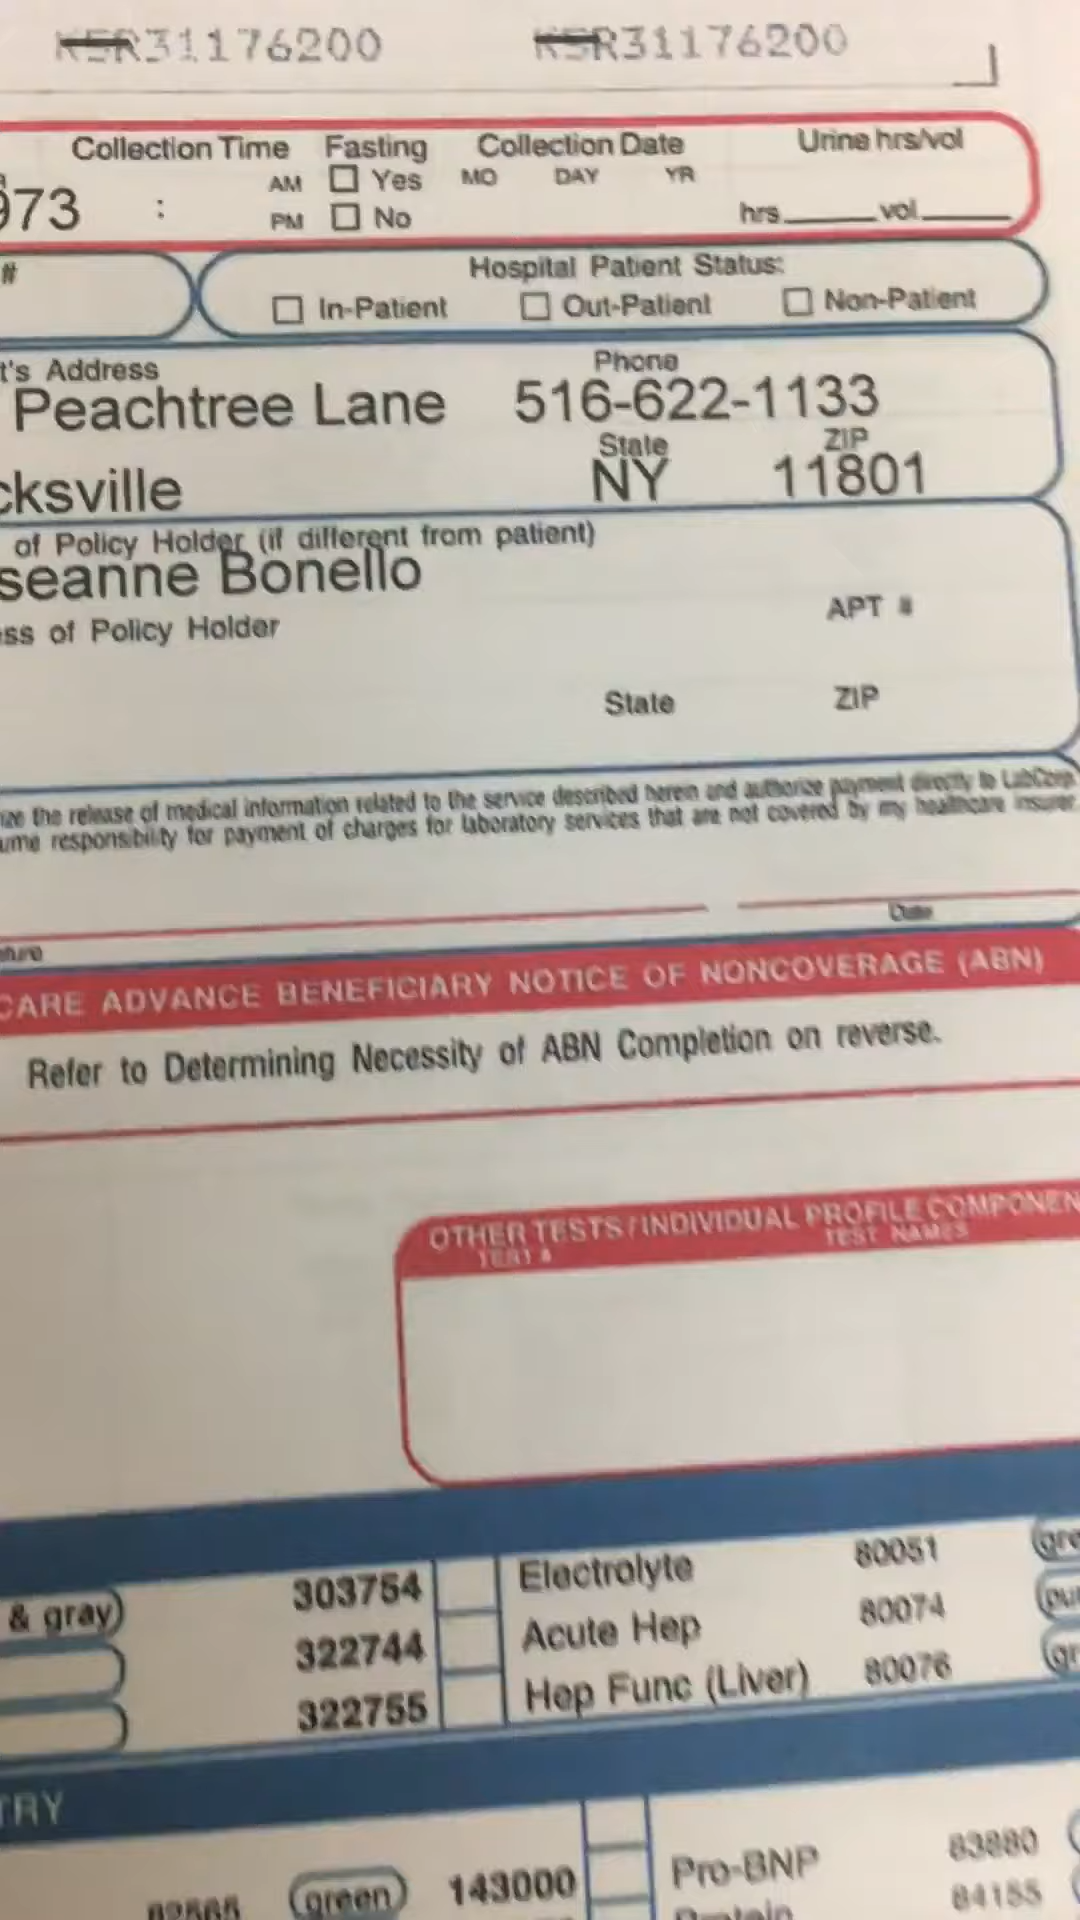 KSR31176200 KSR31176200
Collection Time Fasting Collection Date Urine hrs/vol
973 : AM Yes MO DAY YR
PM No hrs. vol
# Hospital Patient Status:
In-Patient Out-Patient Non-Patient
t's Address Phone
Peachtree Lane 516-622-1133
State ZIP
cksville NY 11801
of Policy Holder (if different from patient)
seanne Bonello
APT #
ess of Policy Holder
State ZIP
ize the release of medical information related to the service described herein and authorize payment directly to LabCorp
ume responsibility for payment of charges for laboratory services that are not covered by my healthcare insurer.
ature Date
CARE ADVANCE BENEFICIARY NOTICE OF NONCOVERAGE (ABN)
Refer to Determining Necessity of ABN Completion on reverse.
OTHER TESTS / INDIVIDUAL PROFILE COMPONEN
TEST # TEST NAMES
& gray) 303754 Electrolyte 80051 gre
322744 Acute Hep 80074 pur
322755 Hep Func (Liver) 80076 gr
TRY
82565 green 143000 Pro-BNP 83880
Protein 84155